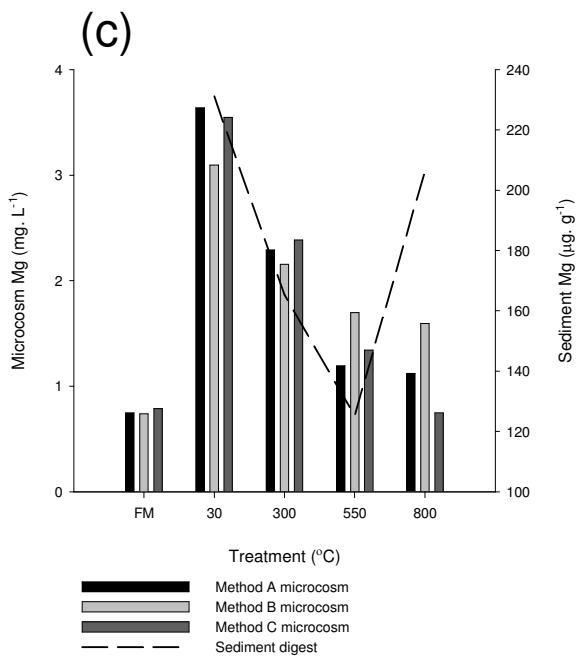 (c)
4
3
2
1
0
Microcosm Mg (mg. L-1)
240
220
200
180
160
140
120
100
Sediment Mg (µg. g-1)
FM 30 300 550 800
Treatment (ºC)
Method A microcosm
Method B microcosm
Method C microcosm
Sediment digest